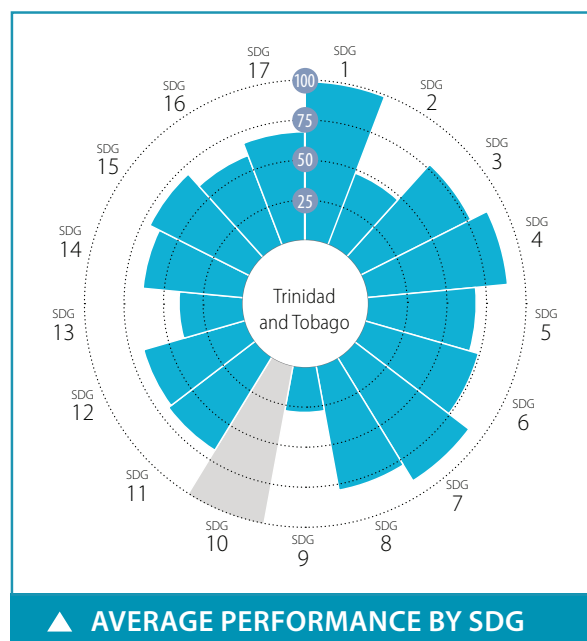 SDG
1
SDG
2
SDG
3
SDG
4
SDG
5
SDG
6
SDG
7
SDG
8
SDG
9
SDG
10
SDG
11
SDG
12
SDG
13
SDG
14
SDG
15
SDG
16
SDG
17
100
75
50
25
Trinidad
and Tobago
▲ AVERAGE PERFORMANCE BY SDG